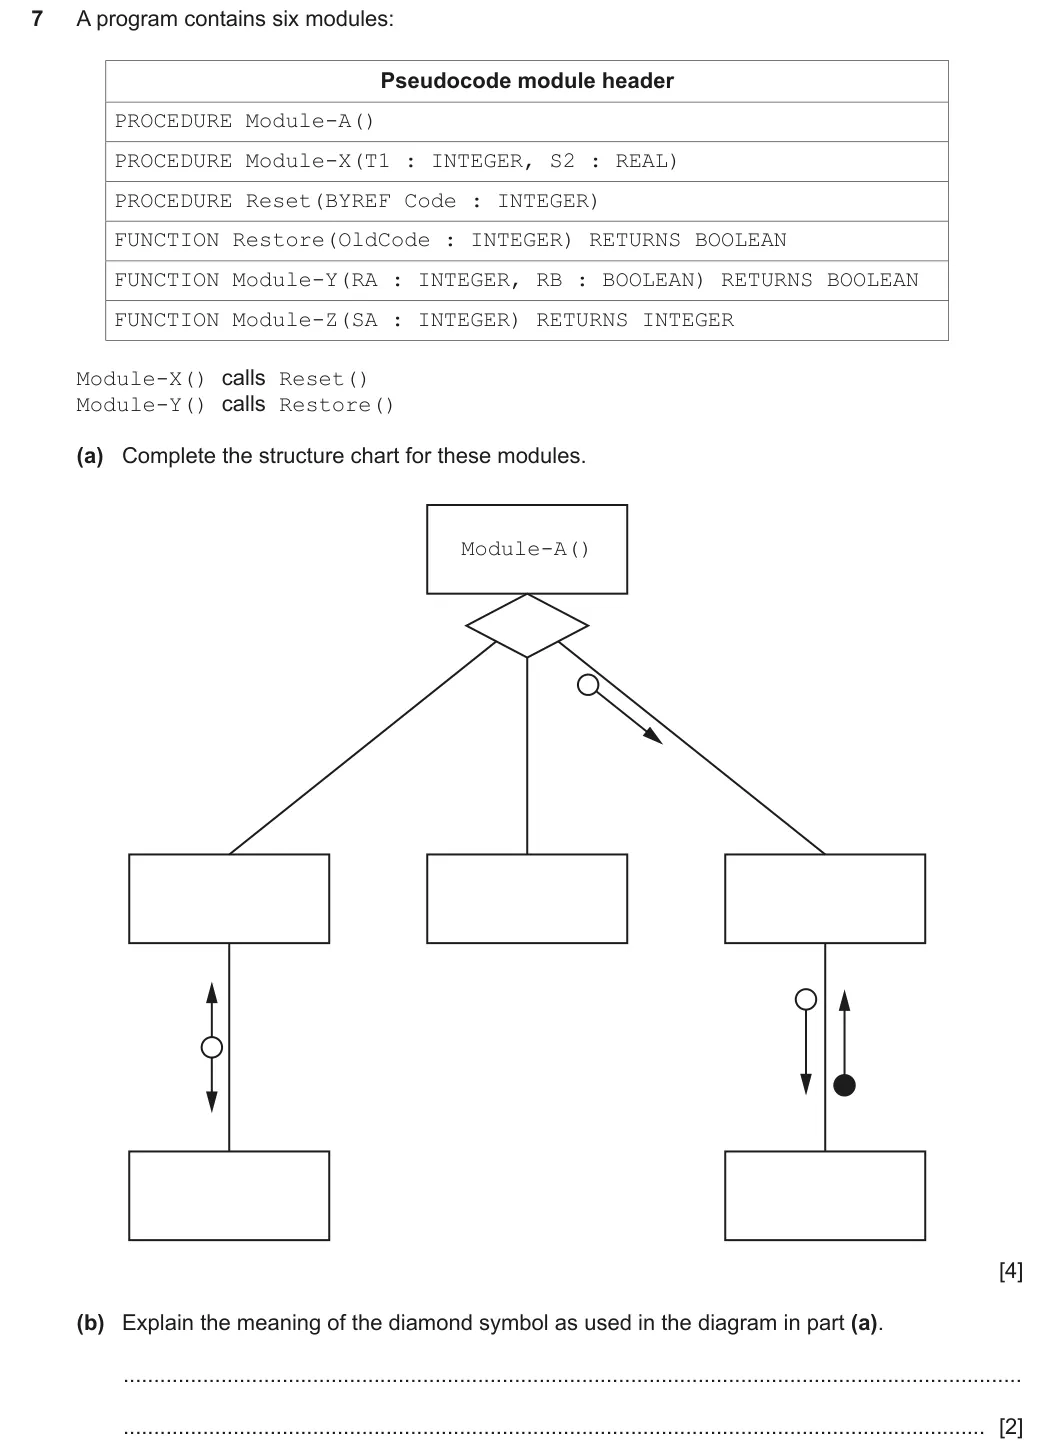 7 A program contains six modules:
Pseudocode module header
PROCEDURE Module-A()
PROCEDURE Module-X(T1 : INTEGER, S2 : REAL)
PROCEDURE Reset(BYREF Code : INTEGER)
FUNCTION Restore(OldCode : INTEGER) RETURNS BOOLEAN
FUNCTION Module-Y(RA : INTEGER, RB : BOOLEAN) RETURNS BOOLEAN
FUNCTION Module-Z(SA : INTEGER) RETURNS INTEGER
Module-X() calls Reset()
Module-Y() calls Restore()
(a) Complete the structure chart for these modules.
Module-A()
[4]
(b) Explain the meaning of the diamond symbol as used in the diagram in part (a).
[2]